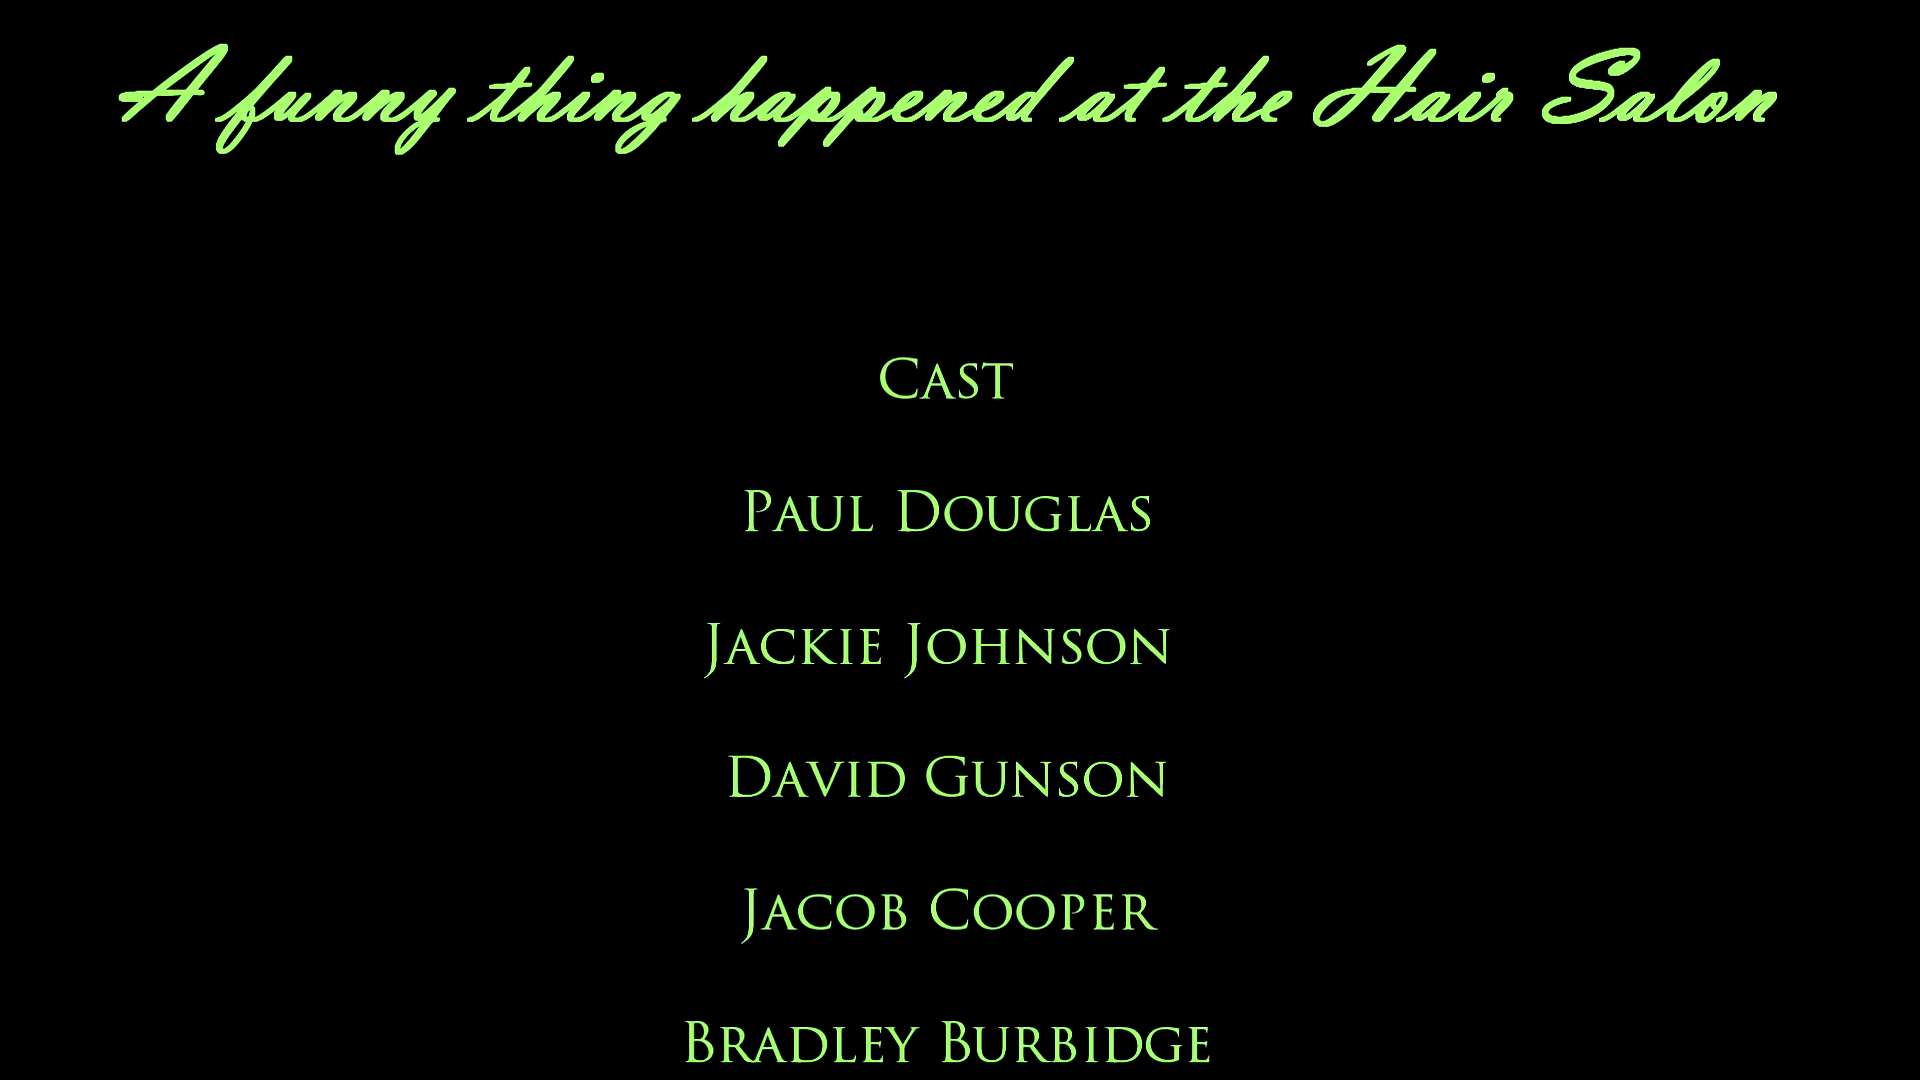 A funny thing happened at the Hair Salon
Cast
Paul Douglas
Jackie Johnson
David Gunson
Jacob Cooper
Bradley Burbidge